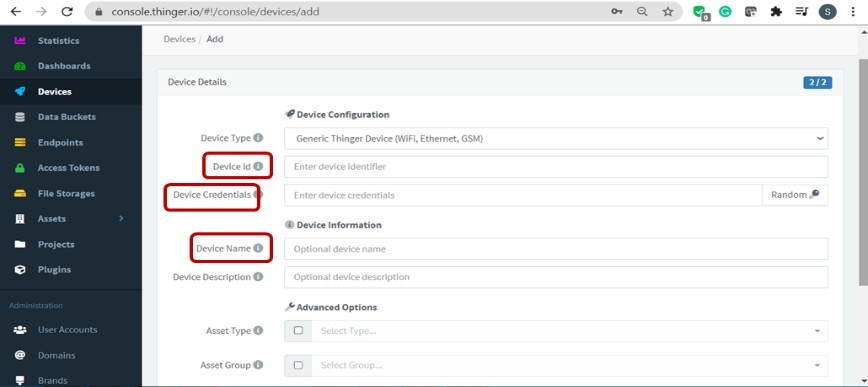 console.thinger.io/#!/console/devices/add
0
S
Statistics
Dashboards
Devices
Data Buckets
Endpoints
Access Tokens
File Storages
Assets
Projects
Plugins
Administration
User Accounts
Domains
Brands
Devices / Add
Device Details 2 / 2
Device Configuration
Device Type Generic Thinger Device (WiFi, Ethernet, GSM)
Device Id Enter device identifier
Device Credentials Enter device credentials Random
Device Information
Device Name Optional device name
Device Description Optional device description
Advanced Options
Asset Type Select Type...
Asset Group Select Group...